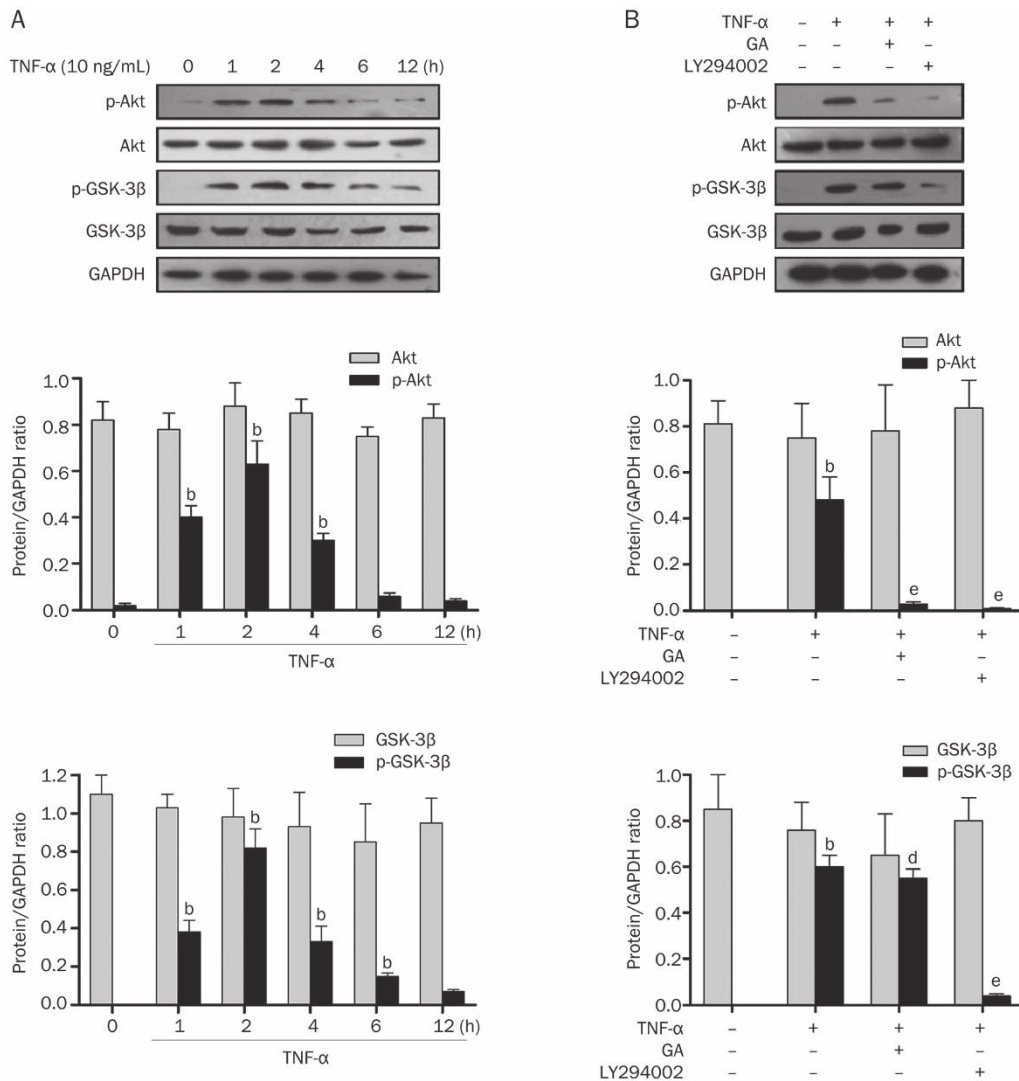 A
TNF-α (10 ng/mL) 0 1 2 4 6 12 (h)
p-Akt
Akt
p-GSK-3β
GSK-3β
GAPDH
Akt
p-Akt
Protein/GAPDH ratio
1.0
0.8
0.6
0.4
0.2
0.0
b
b
b
0 1 2 4 6 12 (h)
TNF-α
GSK-3β
p-GSK-3β
Protein/GAPDH ratio
1.2
1.0
0.8
0.6
0.4
0.2
0.0
b
b
b
b
0 1 2 4 6 12 (h)
TNF-α
B
TNF-α – + + +
GA – – + –
LY294002 – – – +
p-Akt
Akt
p-GSK-3β
GSK-3β
GAPDH
Akt
p-Akt
Protein/GAPDH ratio
1.0
0.8
0.6
0.4
0.2
0.0
b
e
e
TNF-α – + + +
GA – – + –
LY294002 – – – +
GSK-3β
p-GSK-3β
Protein/GAPDH ratio
1.0
0.8
0.6
0.4
0.2
0.0
b
d
e
TNF-α – + + +
GA – – + –
LY294002 – – – +